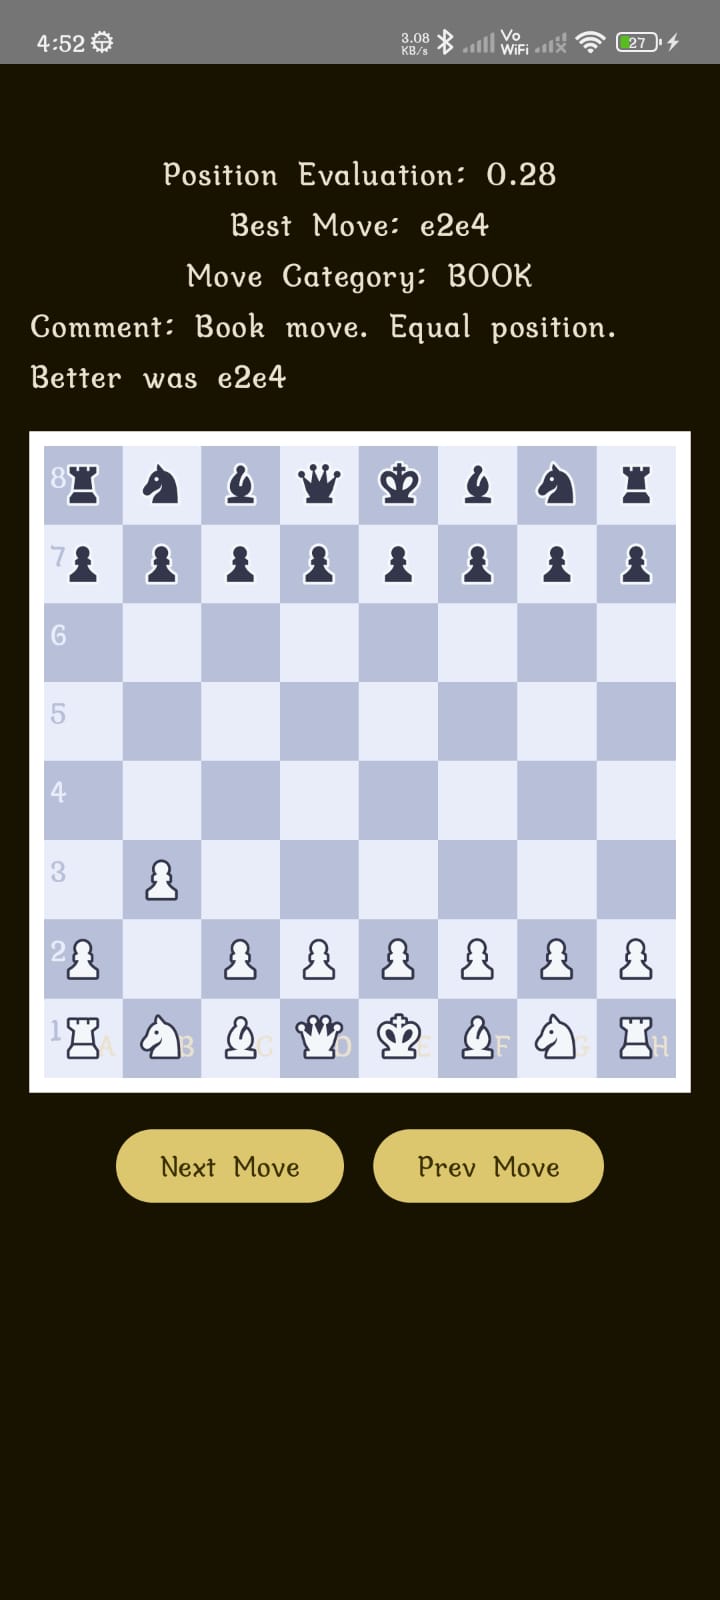 4:52
3.08 KB/s
Vo WiFi
27
Position Evaluation: 0.28
Best Move: e2e4
Move Category: BOOK
Comment: Book move. Equal position.
Better was e2e4
8
7
6
5
4
3
2
1
A B C D E F G H
Next Move Prev Move